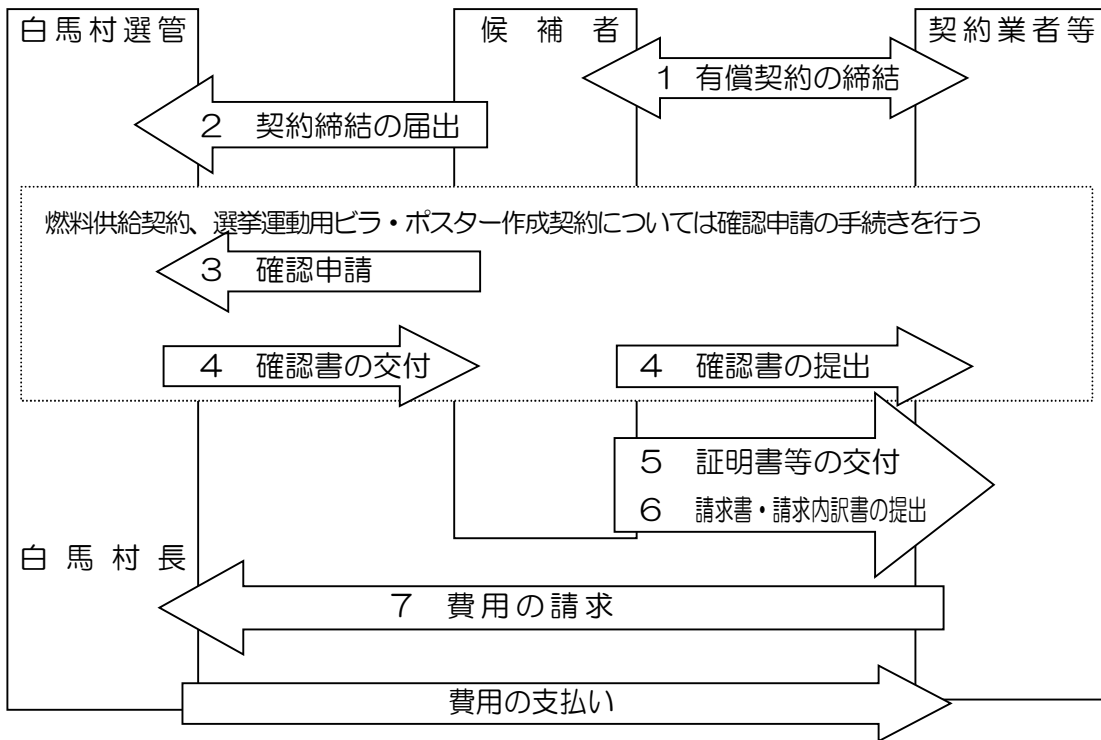 白馬村選管
候補者
契約業者等
1 有償契約の締結
2 契約締結の届出
燃料供給契約、選挙運動用ビラ・ポスター作成契約については確認申請の手続きを行う
3 確認申請
4 確認書の交付
4 確認書の提出
5 証明書等の交付
6 請求書・請求内訳書の提出
白馬村長
7 費用の請求
費用の支払い